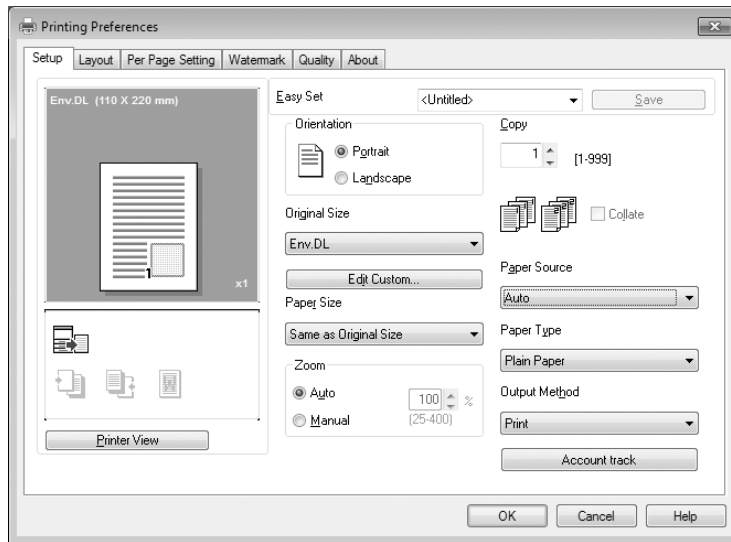 Printing Preferences
Setup Layout Per Page Setting Watermark Quality About
Env.DL (110 X 220 mm)
1
x1
Printer View
Easy Set <Untitled> Save
Orientation
Portrait
Landscape
Original Size
Env.DL
Edit Custom...
Paper Size
Same as Original Size
Zoom
Auto
Manual
100 %
(25-400)
Copy
1 [1-999]
Collate
Paper Source
Auto
Paper Type
Plain Paper
Output Method
Print
Account track
OK Cancel Help